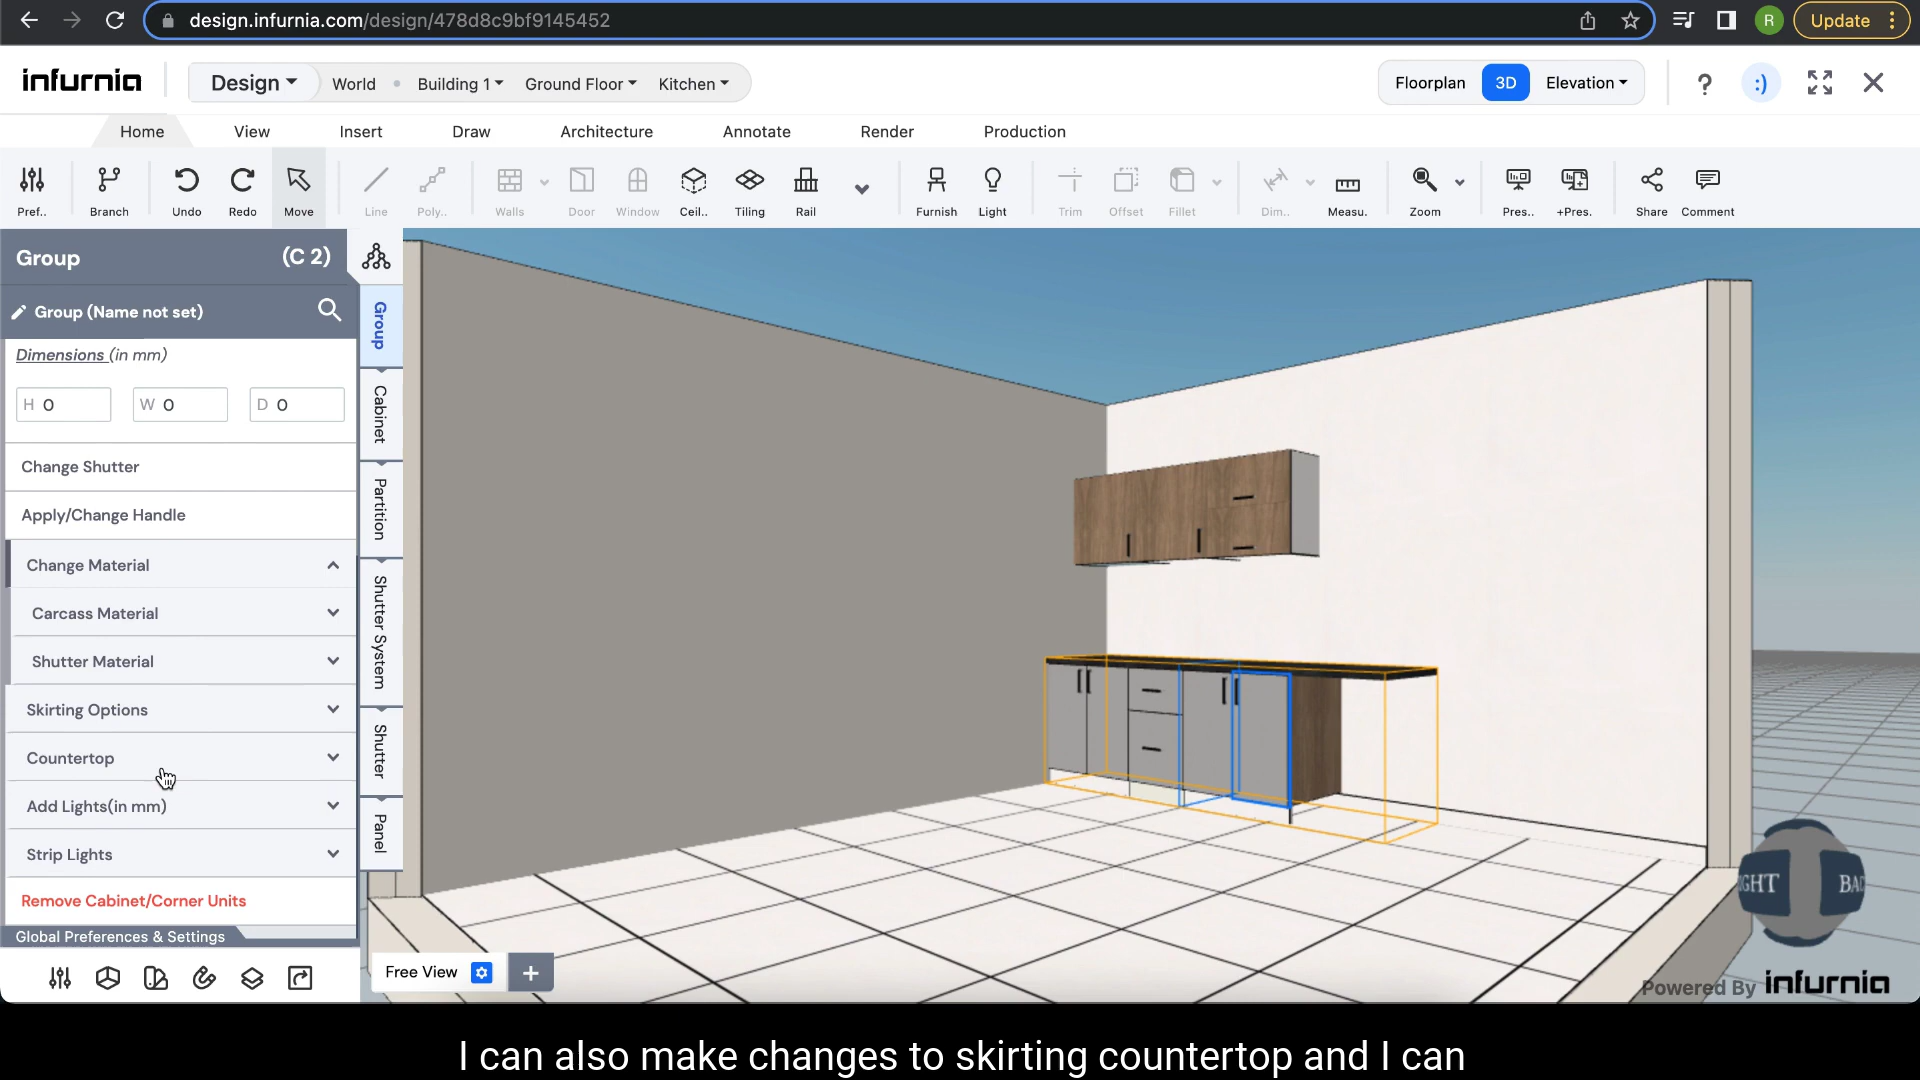 design.infurnia.com/design/478d8c9bf9145452
R
Update
infurnia
Design World Building 1 Ground Floor Kitchen
Floorplan 3D Elevation ? :)
Home View Insert Draw Architecture Annotate Render Production
Pref.. Branch Undo Redo Move Line Poly.. Walls Door Window Ceil.. Tiling Rail Furnish Light Trim Offset Fillet Dim.. Measu. Zoom Pres.. +Pres. Share Comment
Group (C 2)
Group (Name not set)
Dimensions (in mm)
H 0 W 0 D 0
Change Shutter
Apply/Change Handle
Change Material
Carcass Material
Shutter Material
Skirting Options
Countertop
Add Lights(in mm)
Strip Lights
Remove Cabinet/Corner Units
Global Preferences & Settings
Group
Cabinet
Partition
Shutter System
Shutter
Panel
Free View +
GHT BAC
Powered By infurnia
I can also make changes to skirting countertop and I can